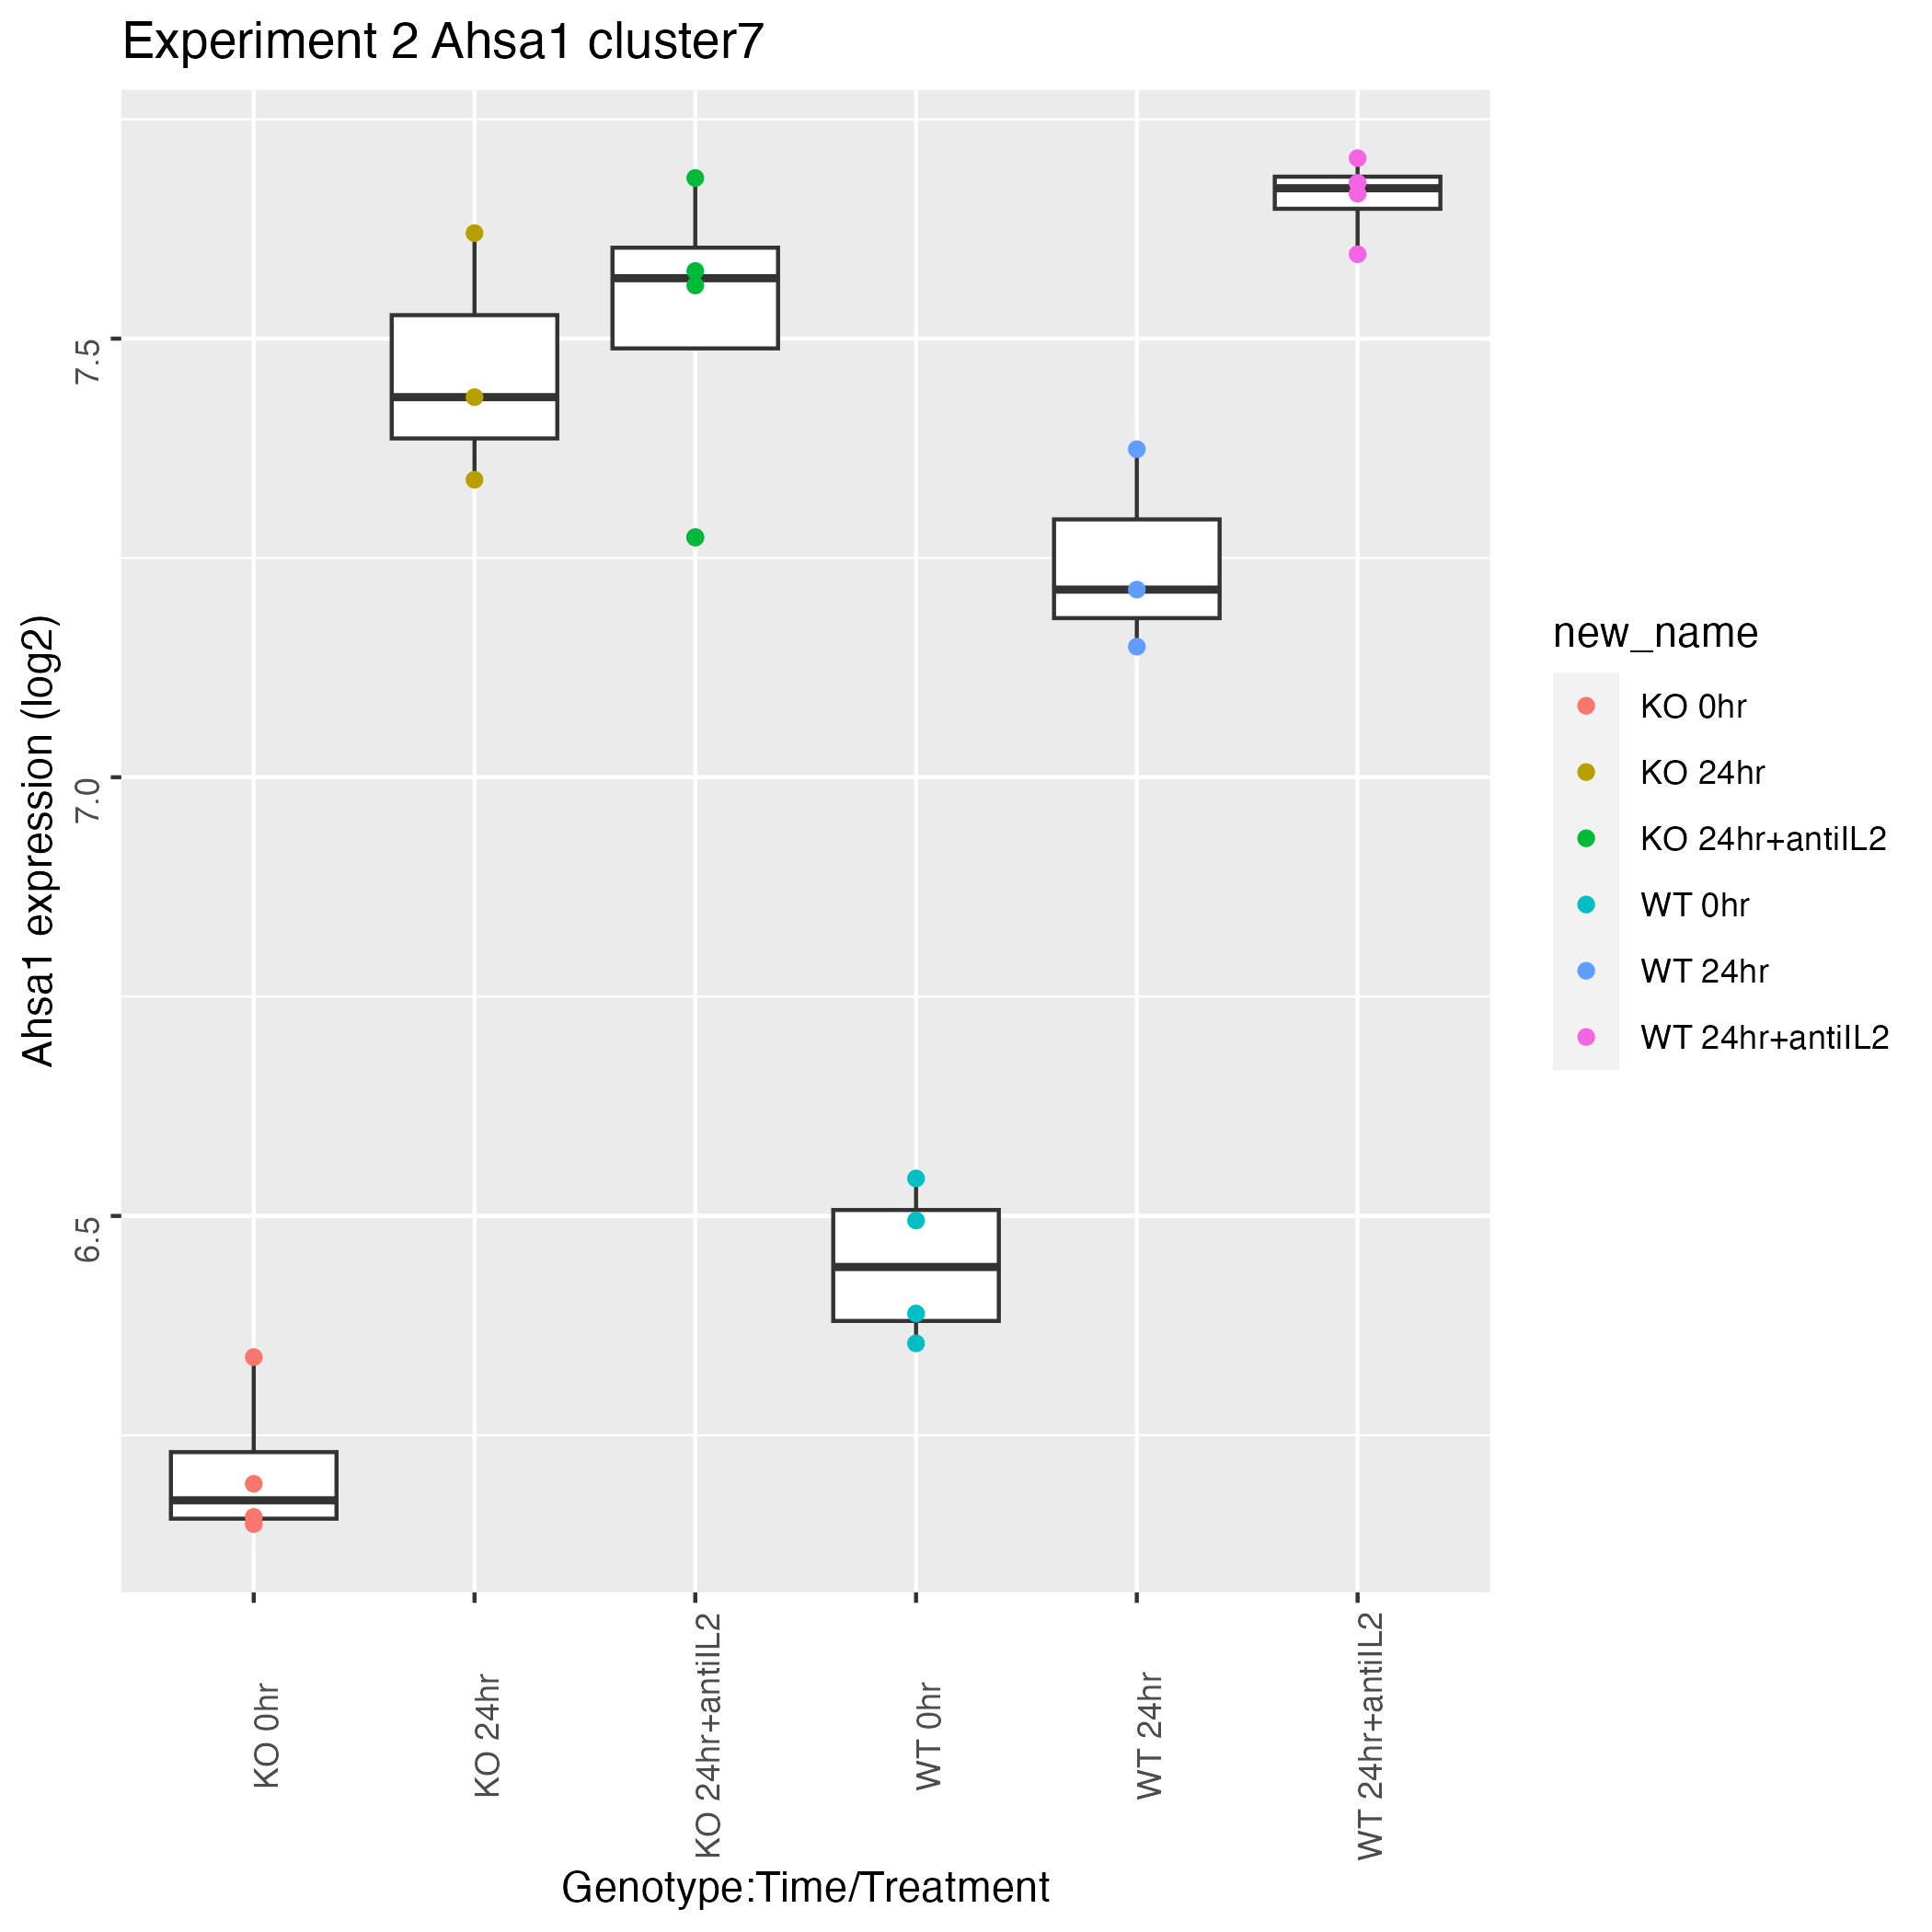 Experiment 2 Ahsa1 cluster7
Ahsa1 expression (log2)
7.5
7.0
6.5
KO 0hr
KO 24hr
KO 24hr+antiIL2
WT 0hr
WT 24hr
WT 24hr+antiIL2
Genotype:Time/Treatment
new_name
KO 0hr
KO 24hr
KO 24hr+antiIL2
WT 0hr
WT 24hr
WT 24hr+antiIL2